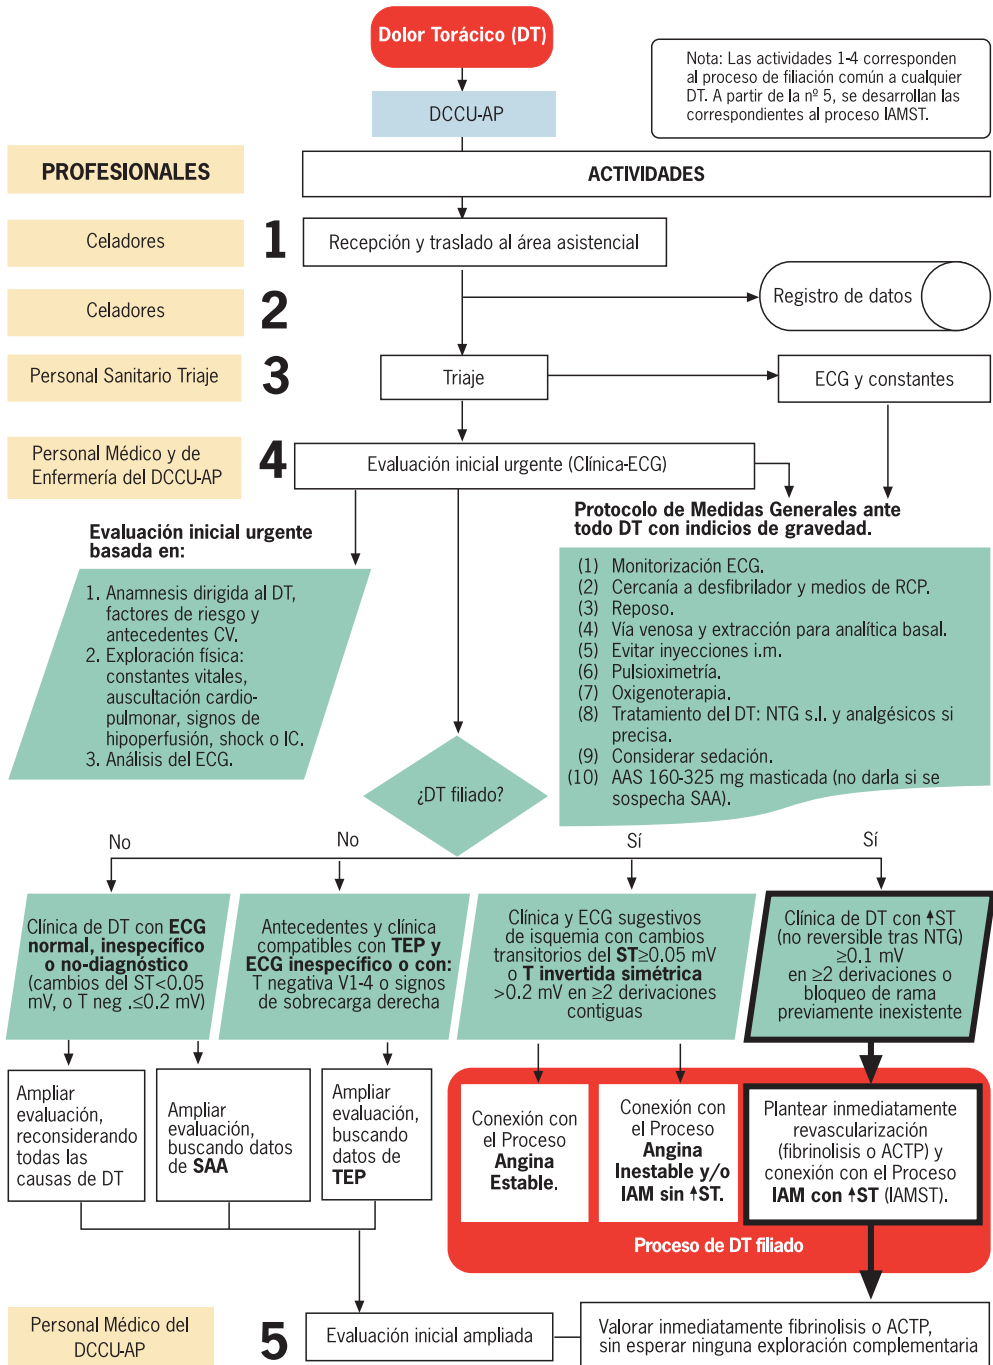 Dolor Torácico (DT)
Nota: Las actividades 1-4 corresponden
al proceso de filiación común a cualquier
DT. A partir de la nº 5, se desarrollan las
correspondientes al proceso IAMST.
DCCU-AP
PROFESIONALES
ACTIVIDADES
Celadores
1
Recepción y traslado al área asistencial
Celadores
2
Registro de datos
Personal Sanitario Triaje
3
Triaje
ECG y constantes
Personal Médico y de
Enfermería del DCCU-AP
4
Evaluación inicial urgente (Clínica-ECG)
Evaluación inicial urgente
basada en:
1. Anamnesis dirigida al DT,
factores de riesgo y
antecedentes CV.
2. Exploración física:
constantes vitales,
auscultación cardio-
pulmonar, signos de
hipoperfusión, shock o IC.
3. Análisis del ECG.
Protocolo de Medidas Generales ante
todo DT con indicios de gravedad.
(1) Monitorización ECG.
(2) Cercanía a desfibrilador y medios de RCP.
(3) Reposo.
(4) Vía venosa y extracción para analítica basal.
(5) Evitar inyecciones i.m.
(6) Pulsioximetría.
(7) Oxigenoterapia.
(8) Tratamiento del DT: NTG s.l. y analgésicos si
precisa.
(9) Considerar sedación.
(10) AAS 160-325 mg masticada (no darla si se
sospecha SAA).
¿DT filiado?
No
No
Sí
Sí
Clínica de DT con ECG
normal, inespecífico
o no-diagnóstico
(cambios del ST<0.05
mV, o T neg .≤0.2 mV)
Antecedentes y clínica
compatibles con TEP y
ECG inespecífico o con:
T negativa V1-4 o signos
de sobrecarga derecha
Clínica y ECG sugestivos
de isquemia con cambios
transitorios del ST≥0.05 mV
o T invertida simétrica
>0.2 mV en ≥2 derivaciones
contiguas
Clínica de DT con ↑ST
(no reversible tras NTG)
≥0.1 mV
en ≥2 derivaciones o
bloqueo de rama
previamente inexistente
Ampliar
evaluación,
reconsiderando
todas las
causas de DT
Ampliar
evaluación,
buscando datos
de SAA
Ampliar
evaluación,
buscando
datos de
TEP
Conexión con
el Proceso
Angina
Estable.
Conexión con
el Proceso
Angina
Inestable y/o
IAM sin ↑ST.
Plantear inmediatamente
revascularización
(fibrinolisis o ACTP) y
conexión con el Proceso
IAM con ↑ST (IAMST).
Proceso de DT filiado
Personal Médico del
DCCU-AP
5
Evaluación inicial ampliada
Valorar inmediatamente fibrinolisis o ACTP,
sin esperar ninguna exploración complementaria